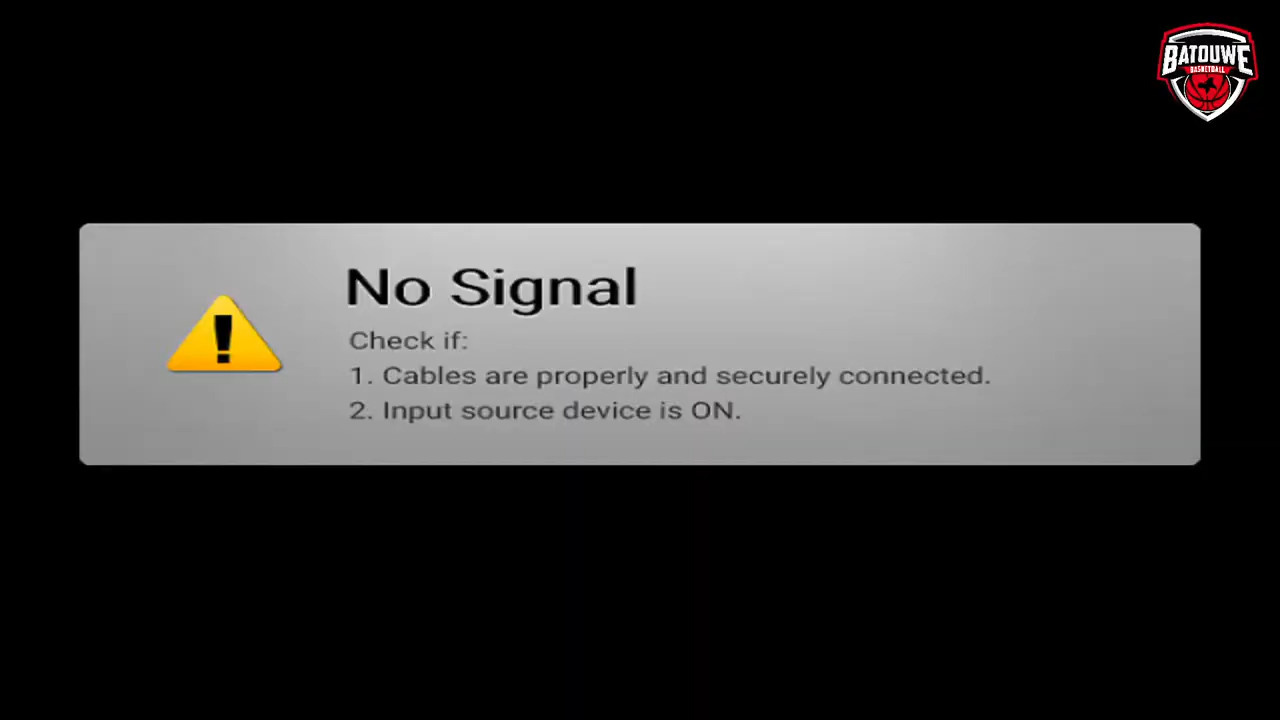 BATOUWE
BASKETBALL
No Signal
Check if:
1. Cables are properly and securely connected.
2. Input source device is ON.